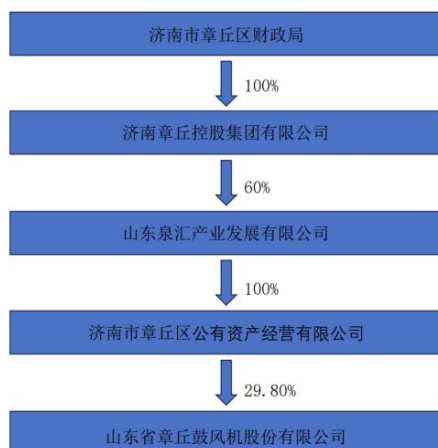 济南市章丘区财政局
100%
济南章丘控股集团有限公司
60%
山东泉汇产业发展有限公司
100%
济南市章丘区公有资产经营有限公司
29.80%
山东省章丘鼓风机股份有限公司